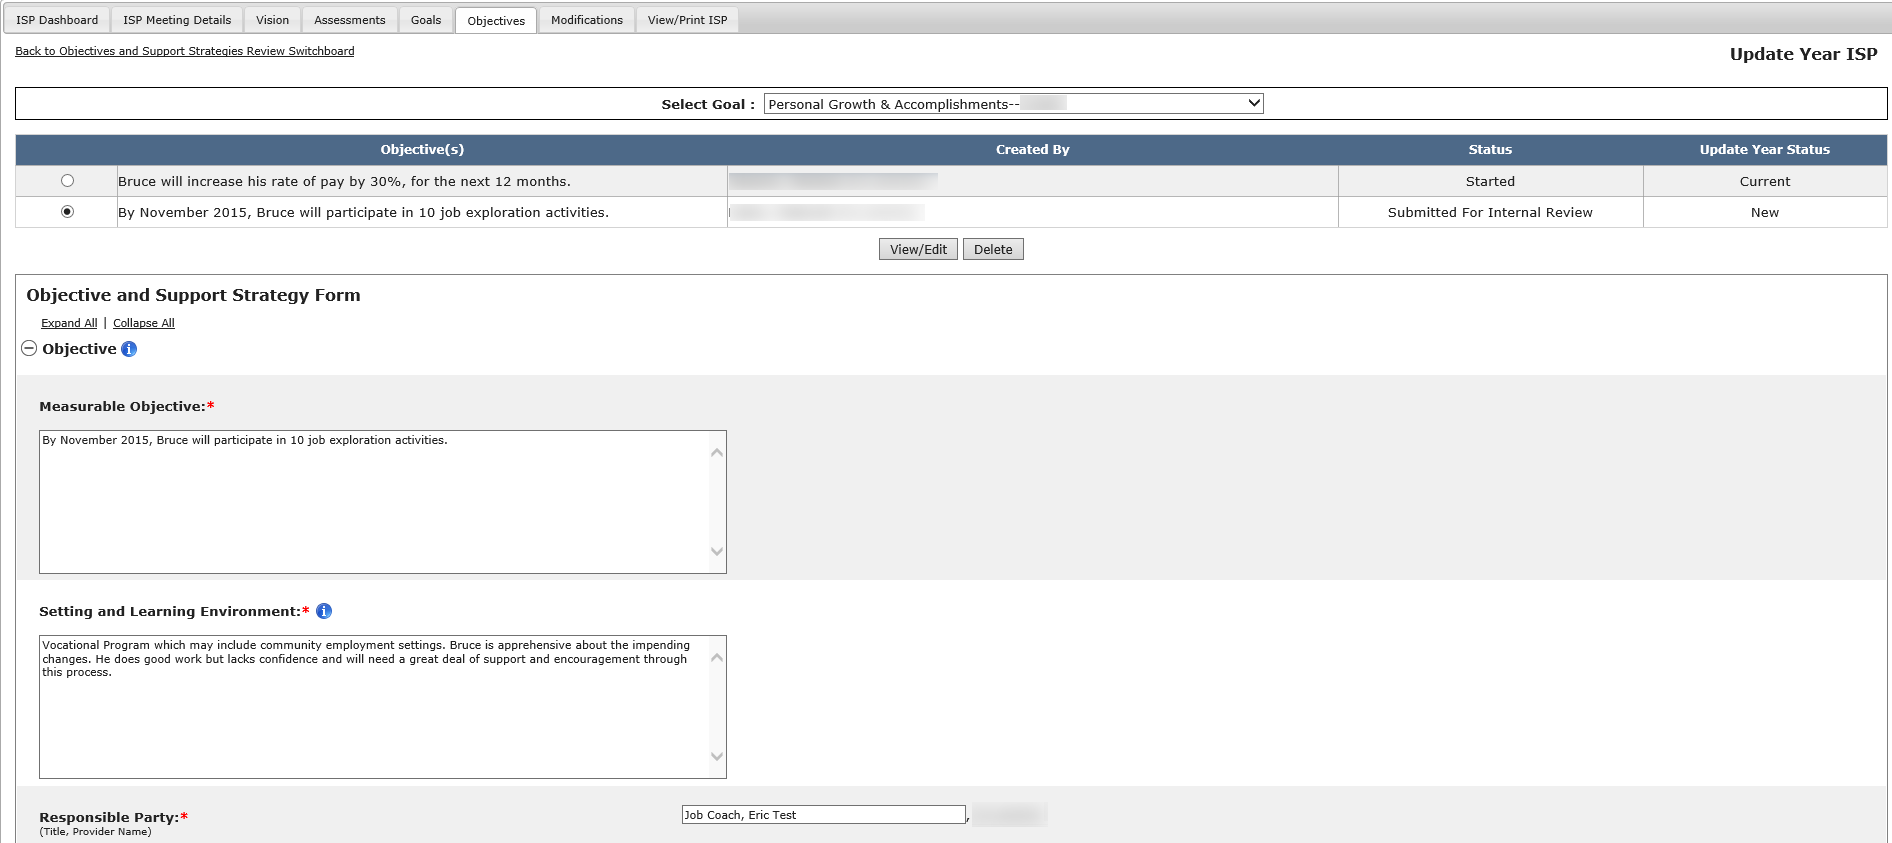 ISP Dashboard ISP Meeting Details Vision Assessments Goals Objectives Modifications View/Print ISP
Back to Objectives and Support Strategies Review Switchboard
Update Year ISP
Select Goal : Personal Growth & Accomplishments--
Objective(s) Created By Status Update Year Status
Bruce will increase his rate of pay by 30%, for the next 12 months. Started Current
By November 2015, Bruce will participate in 10 job exploration activities. Submitted For Internal Review New
View/Edit Delete
Objective and Support Strategy Form
Expand All | Collapse All
Objective
Measurable Objective:*
By November 2015, Bruce will participate in 10 job exploration activities.
Setting and Learning Environment:*
Vocational Program which may include community employment settings. Bruce is apprehensive about the impending
changes. He does good work but lacks confidence and will need a great deal of support and encouragement through
this process.
Responsible Party:* Job Coach, Eric Test ,
(Title, Provider Name)